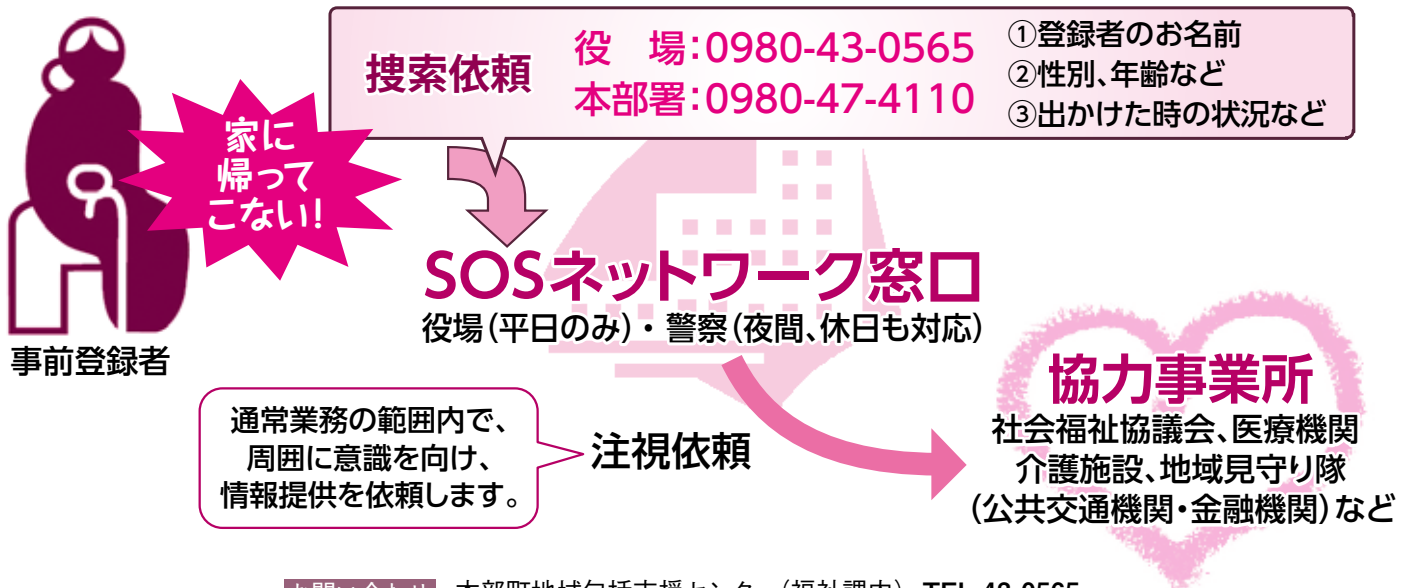 捜索依頼
役　場：0980-43-0565
本部署：0980-47-4110
①登録者のお名前
②性別、年齢など
③出かけた時の状況など
家に
帰って
こない！
事前登録者
SOSネットワーク窓口
役場（平日のみ）・警察（夜間、休日も対応）
通常業務の範囲内で、
周囲に意識を向け、
情報提供を依頼します。
注視依頼
協力事業所
社会福祉協議会、医療機関
介護施設、地域見守り隊
（公共交通機関・金融機関）など